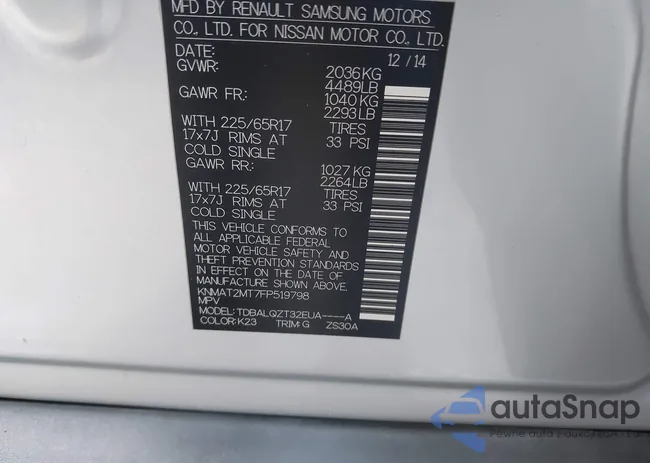 MFD BY RENAULT SAMSUNG MOTORS
CO., LTD. FOR NISSAN MOTOR CO., LTD.
DATE: 12/14
GVWR: 2036KG
4489LB
GAWR FR: 1040KG
2293LB
WITH 225/65R17 TIRES
17x7J RIMS AT 33 PSI
COLD SINGLE
GAWR RR: 1027KG
2264LB
WITH 225/65R17 TIRES
17x7J RIMS AT 33 PSI
COLD SINGLE
THIS VEHICLE CONFORMS TO
ALL APPLICABLE FEDERAL
MOTOR VEHICLE SAFETY AND
THEFT PREVENTION STANDARDS
IN EFFECT ON THE DATE OF
MANUFACTURE SHOWN ABOVE.
KNMAT2MT7FP519798
MPV
MODEL: TDBALQZT32EUA----A
COLOR:K23 TRIM:G ZS30A
autaSnap
Pewne auta z aukcji